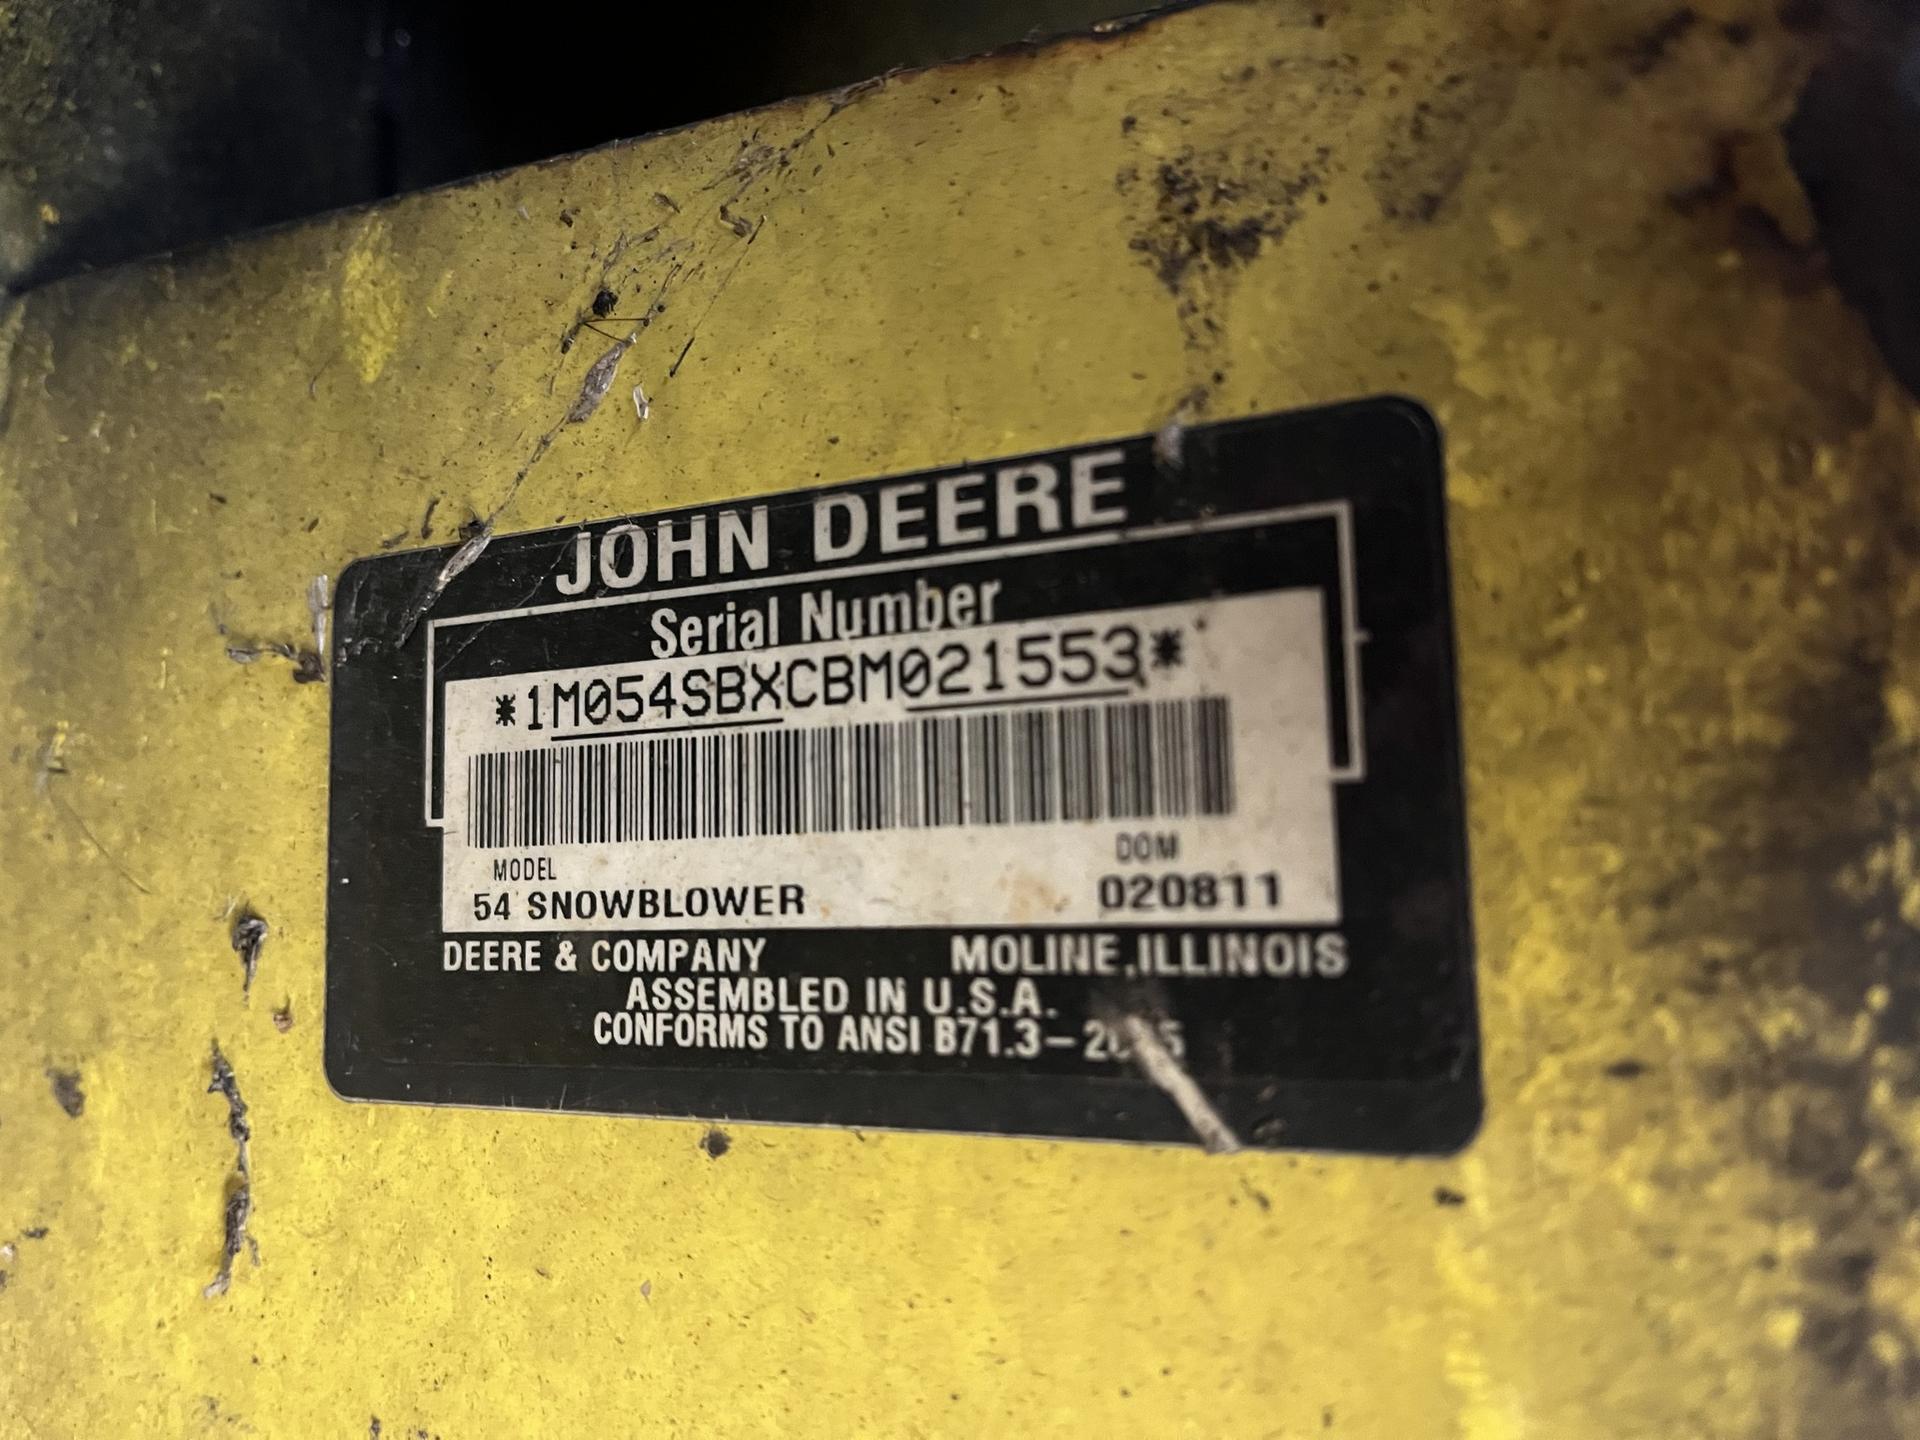 JOHN DEERE
Serial Number
*1M054SBXCBM021553*
MODEL
DOM
54 SNOWBLOWER
020811
DEERE & COMPANY
MOLINE, ILLINOIS
ASSEMBLED IN U.S.A.
CONFORMS TO ANSI B71.3-